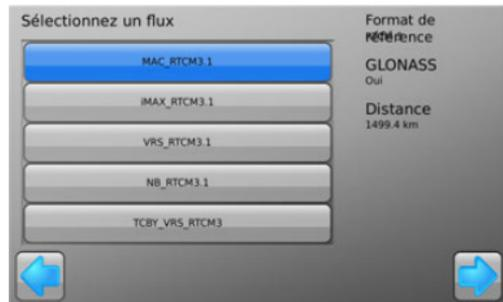 Sélectionnez un flux
MAC_RTCM3.1
iMAX_RTCM3.1
VRS_RTCM3.1
NB_RTCM3.1
TCBY_VRS_RTCM3
Format de
référence
GLONASS
Oui
Distance
1499.4 km